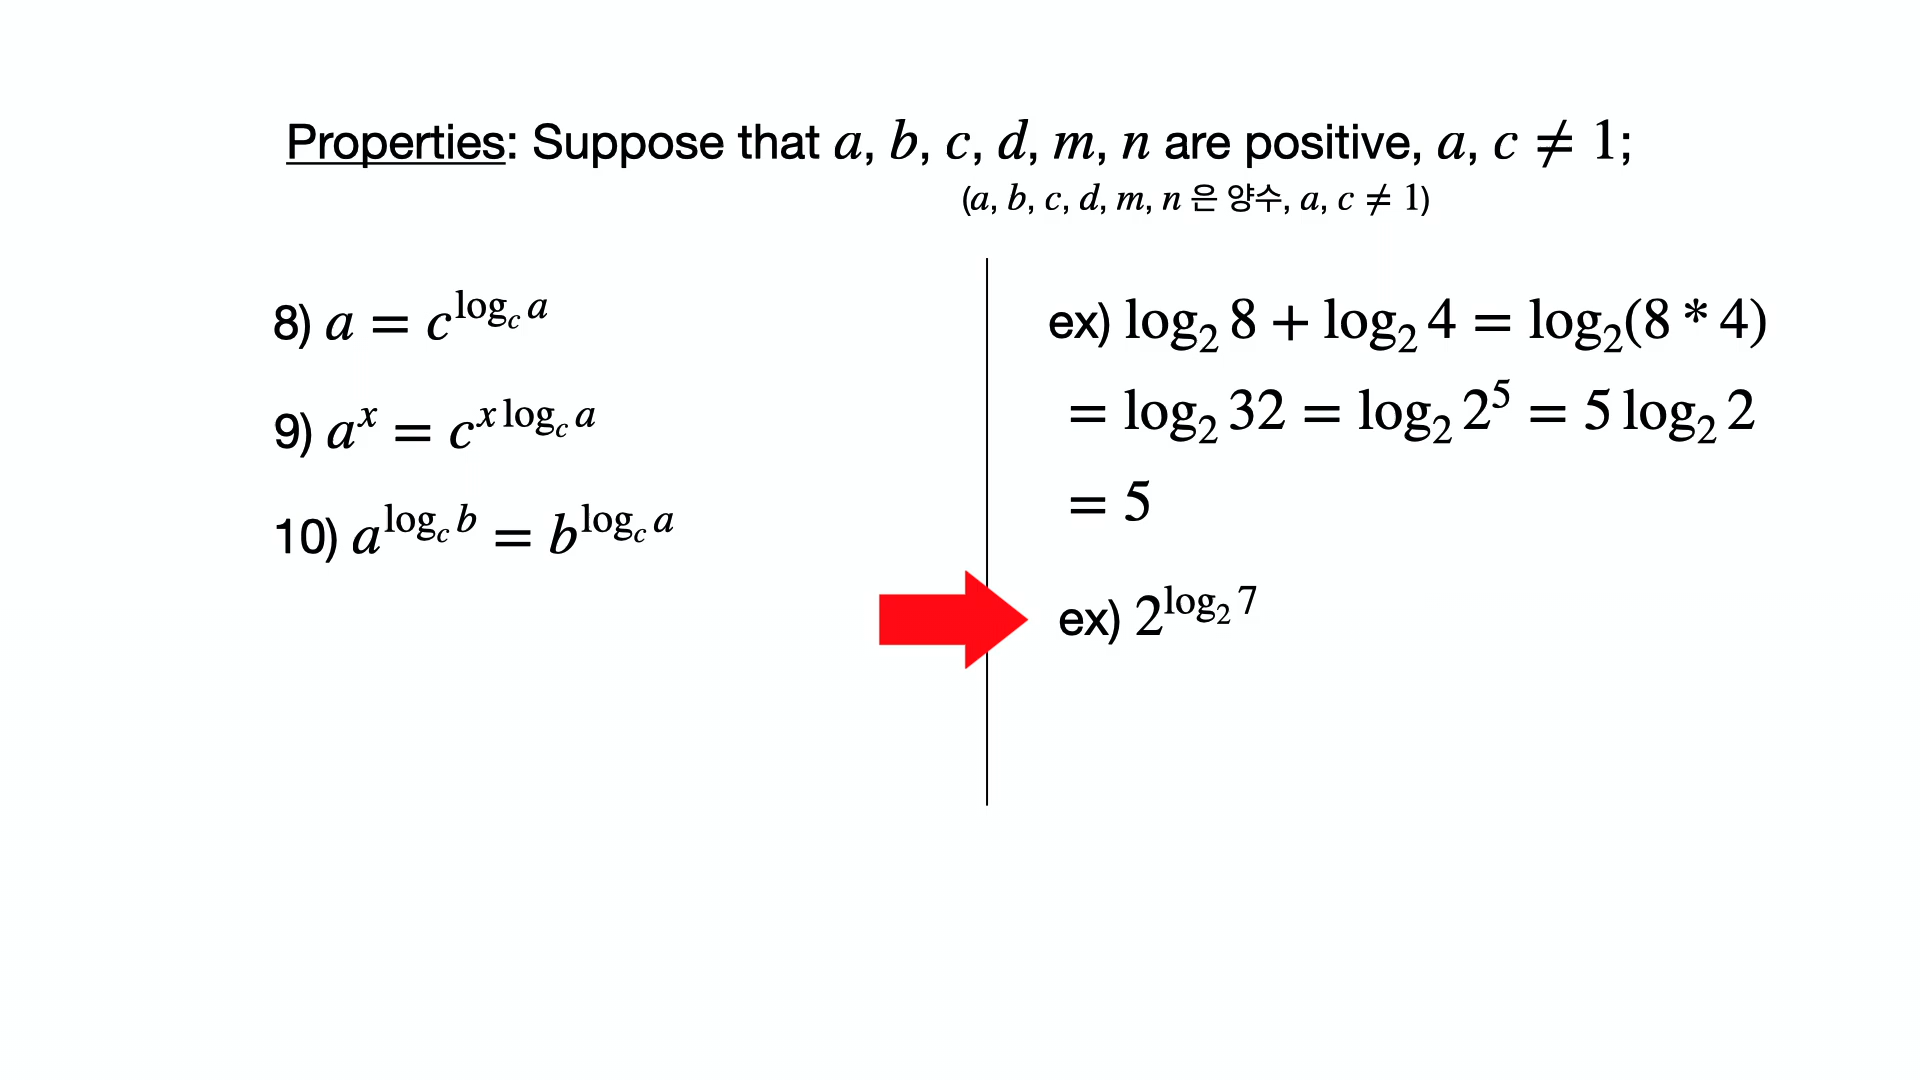 Properties: Suppose that a, b, c, d, m, n are positive, a, c ≠ 1;
(a, b, c, d, m, n 은 양수, a, c ≠ 1)
8) a = c^{log_c a}
9) a^x = c^{x log_c a}
10) a^{log_c b} = b^{log_c a}
ex) log_2 8 + log_2 4 = log_2(8 * 4)
= log_2 32 = log_2 2^5 = 5 log_2 2
= 5
ex) 2^{log_2 7}